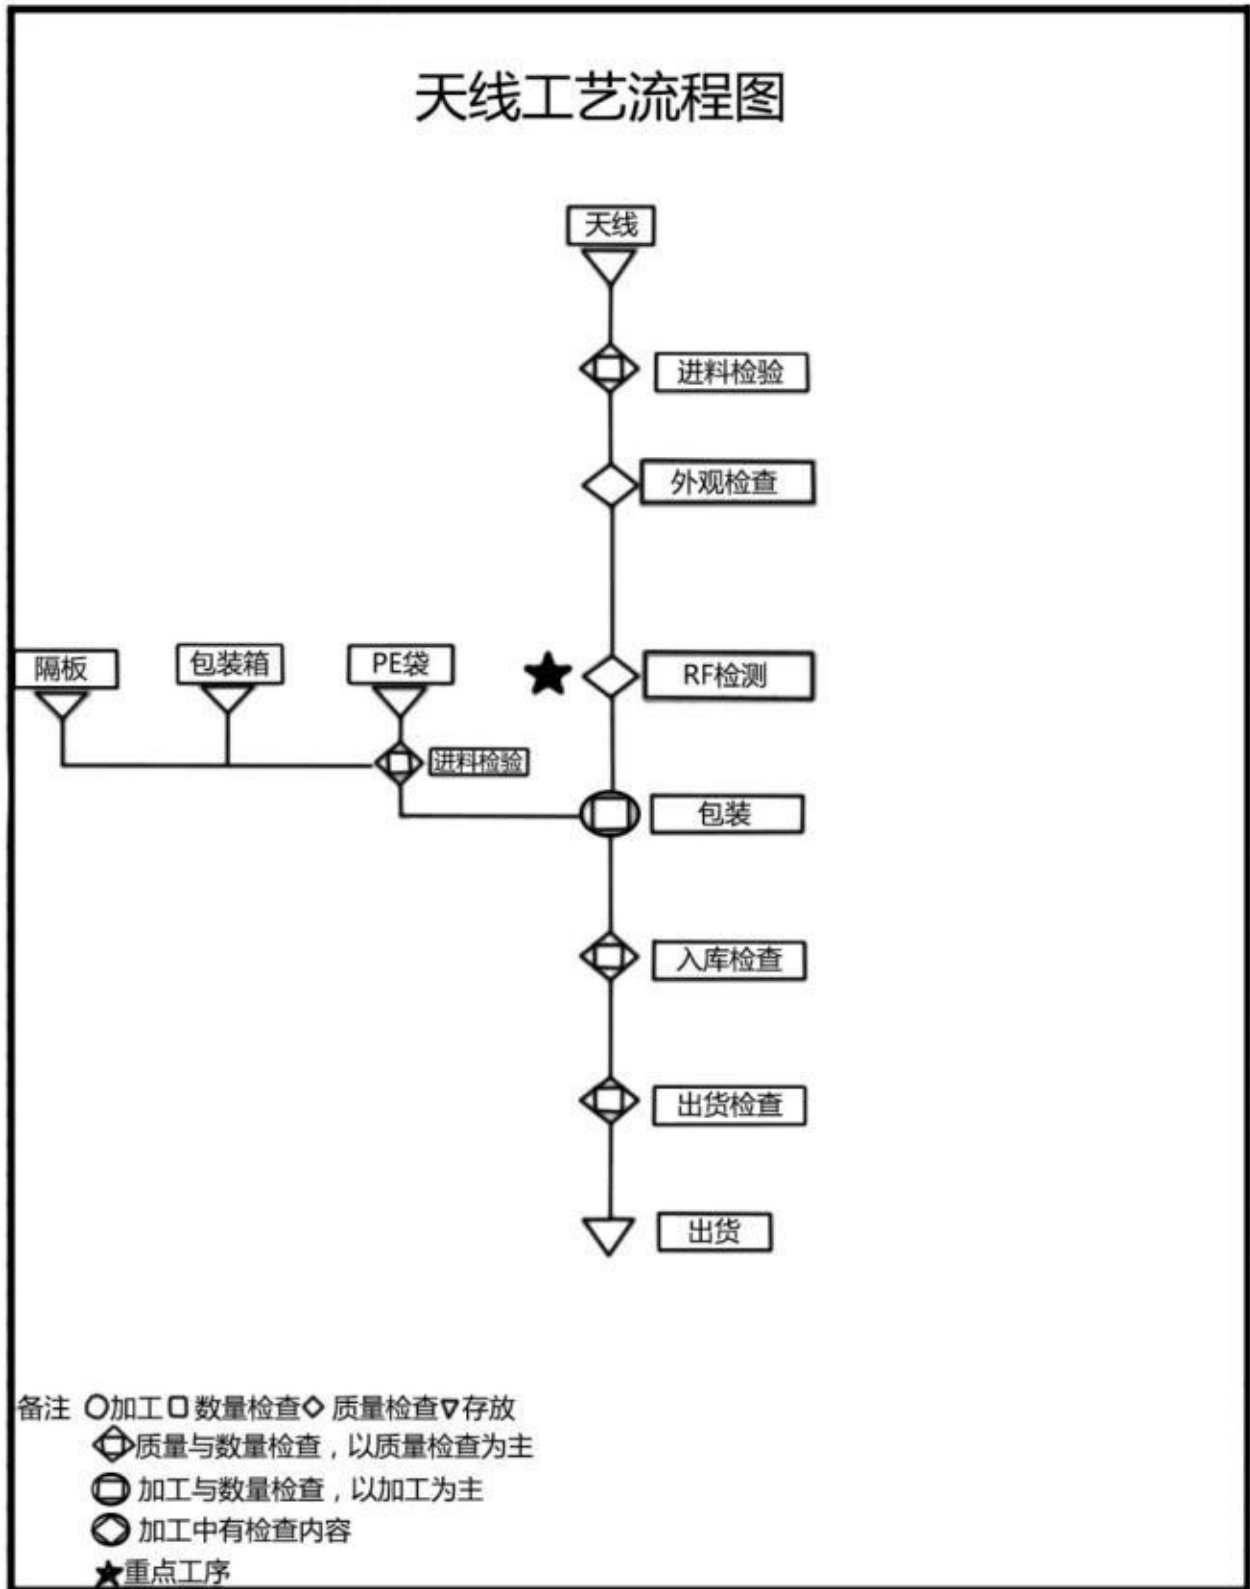 天线工艺流程图
天线
进料检验
外观检查
隔板
包装箱
PE袋
RF检测
进料检验
包装
入库检查
出货检查
出货
备注 加工 数量检查 质量检查 存放
质量与数量检查，以质量检查为主
加工与数量检查，以加工为主
加工中有检查内容
重点工序